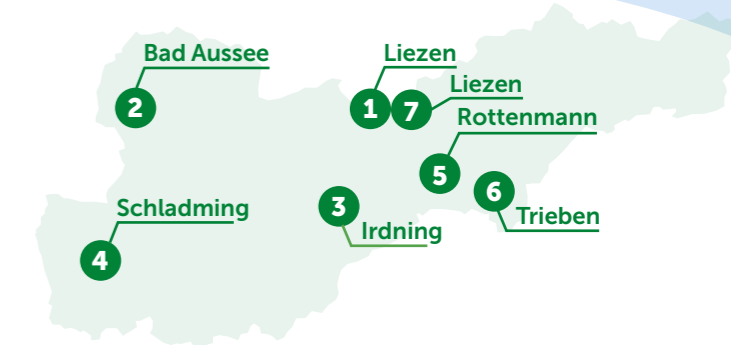 Bad Aussee
2
Liezen
1
Liezen
7
Rottenmann
5
6
Trieben
3
Irdning
Schladming
4